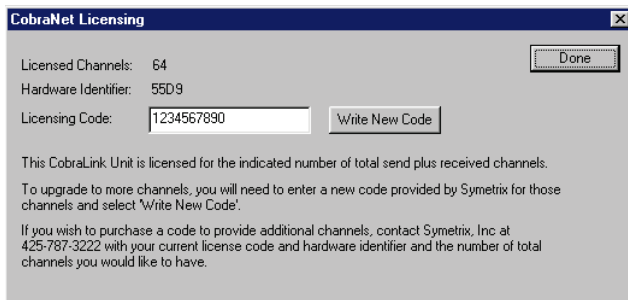 CobraNet Licensing
Done
Licensed Channels: 64
Hardware Identifier: 55D9
Licensing Code: 1234567890 Write New Code
This CobraLink Unit is licensed for the indicated number of total send plus received channels.
To upgrade to more channels, you will need to enter a new code provided by Symetrix for those
channels and select 'Write New Code'.
If you wish to purchase a code to provide additional channels, contact Symetrix, Inc at
425-787-3222 with your current license code and hardware identifier and the number of total
channels you would like to have.